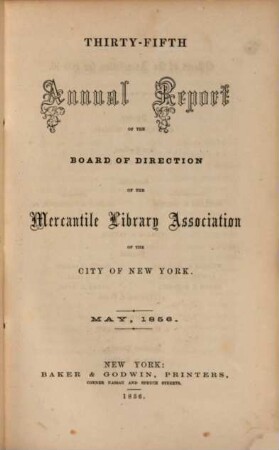 THIRTY-FIFTH
Annual Report
OF THE
BOARD OF DIRECTION
OF THE
Mercantile Library Association
OF THE
CITY OF NEW YORK.
MAY, 1856.
NEW YORK:
BAKER & GODWIN, PRINTERS,
CORNER NASSAU AND SPRUCE STREETS.
1856.